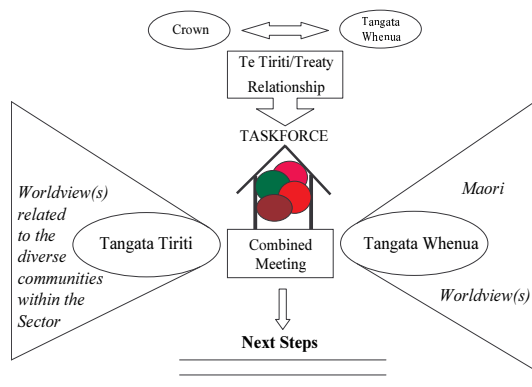 Crown
Tangata
Whenua
Te Tiriti/Treaty
Relationship
TASKFORCE
Worldview(s)
related
to the
diverse
communities
within the
Sector
Tangata Tiriti
Combined
Meeting
Maori
Tangata Whenua
Worldview(s)
Next Steps